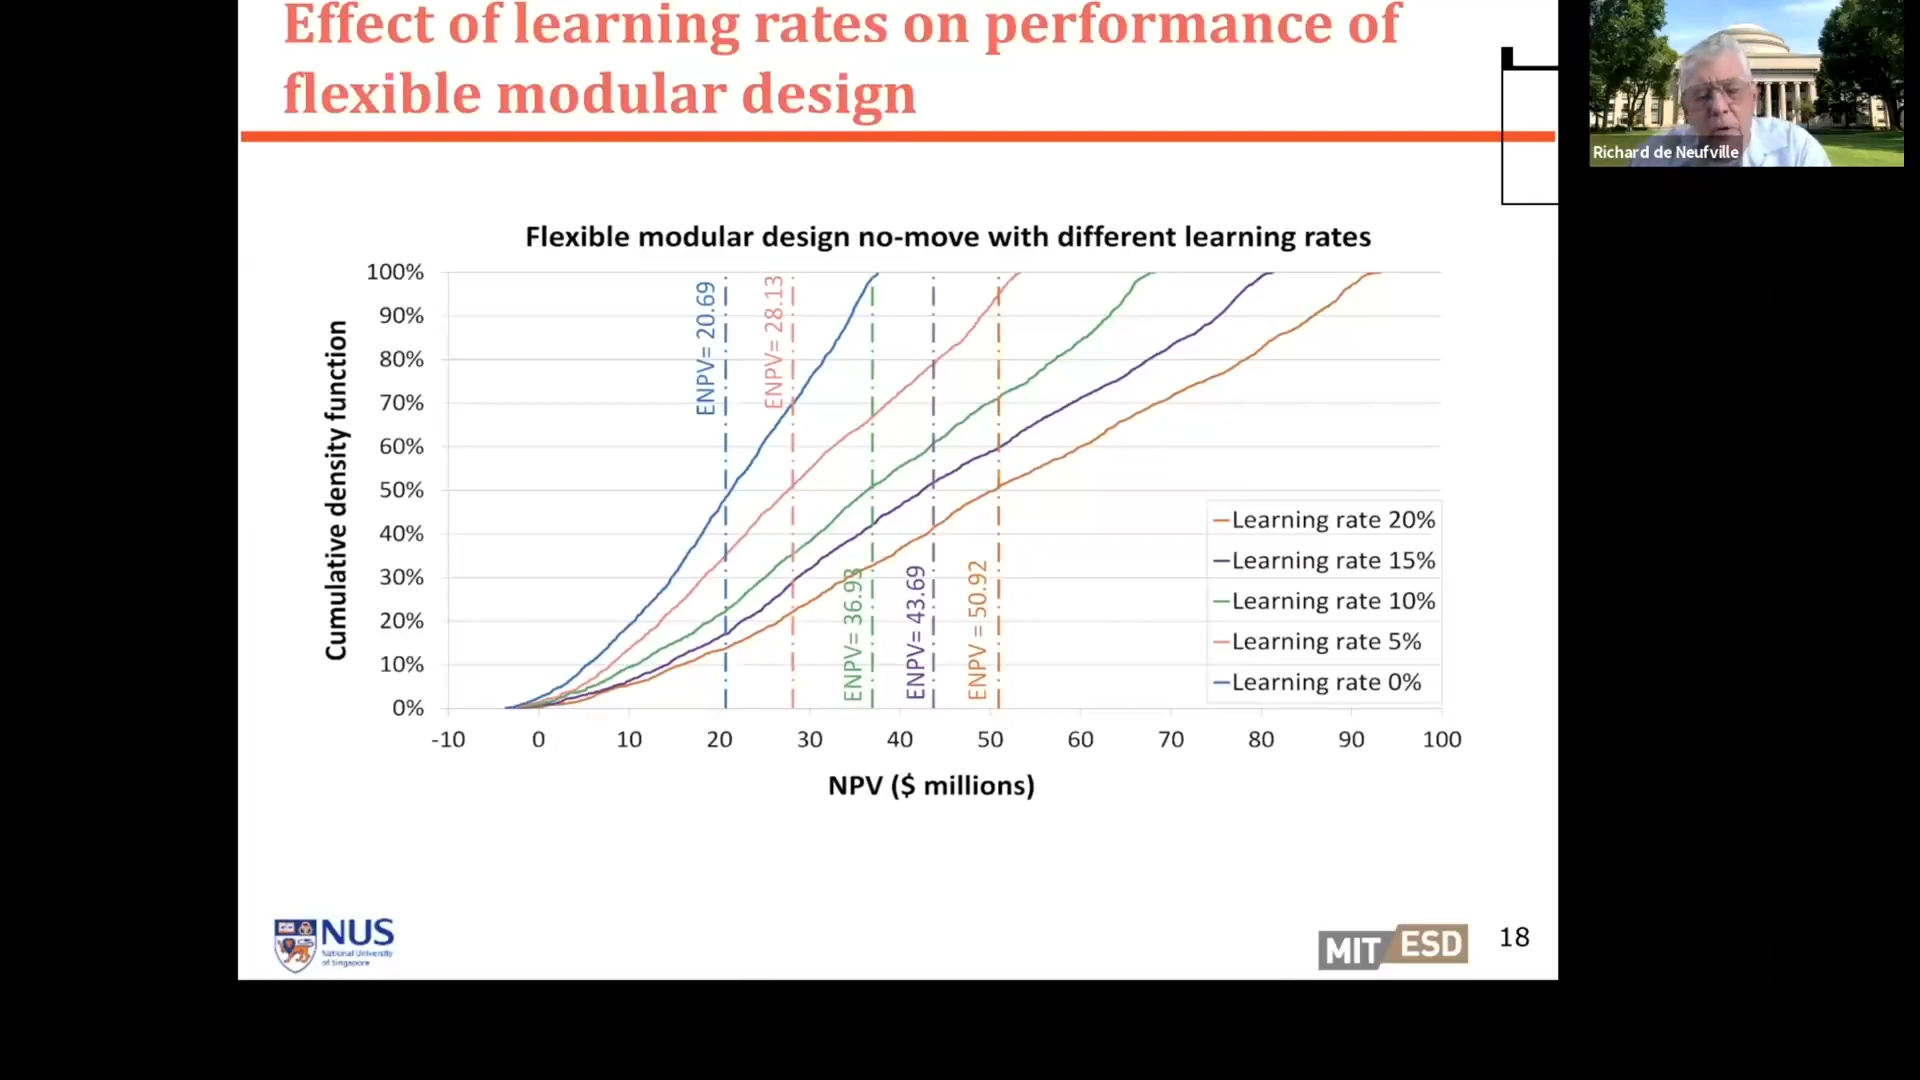 Effect of learning rates on performance of
flexible modular design
Richard de Neufville
Flexible modular design no-move with different learning rates
Cumulative density function
100%
90%
80%
70%
60%
50%
40%
30%
20%
10%
0%
ENPV= 20.69
ENPV= 28.13
ENPV= 36.93
ENPV= 43.69
ENPV = 50.92
Learning rate 20%
Learning rate 15%
Learning rate 10%
Learning rate 5%
Learning rate 0%
-10 0 10 20 30 40 50 60 70 80 90 100
NPV ($ millions)
NUS
National University
of Singapore
MIT ESD
18